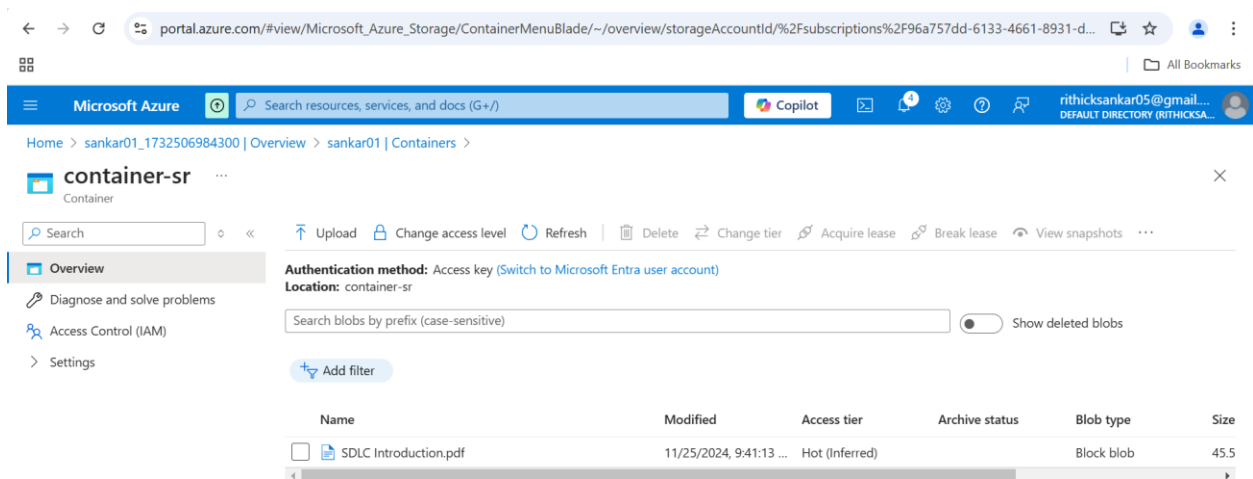 portal.azure.com/#view/Microsoft_Azure_Storage/ContainerMenuBlade/~/overview/storageAccountId/%2Fsubscriptions%2F96a757dd-6133-4661-8931-d...
All Bookmarks
Microsoft Azure Search resources, services, and docs (G+/) Copilot 4 rithicksankar05@gmail....
DEFAULT DIRECTORY (RITHICKSA...
Home > sankar01_1732506984300 | Overview > sankar01 | Containers >
container-sr ...
Container
Search Upload Change access level Refresh Delete Change tier Acquire lease Break lease View snapshots ...
Overview
Diagnose and solve problems
Access Control (IAM)
Settings
Authentication method: Access key (Switch to Microsoft Entra user account)
Location: container-sr
Search blobs by prefix (case-sensitive) Show deleted blobs
Add filter
Name Modified Access tier Archive status Blob type Size
SDLC Introduction.pdf 11/25/2024, 9:41:13 ... Hot (Inferred) Block blob 45.5